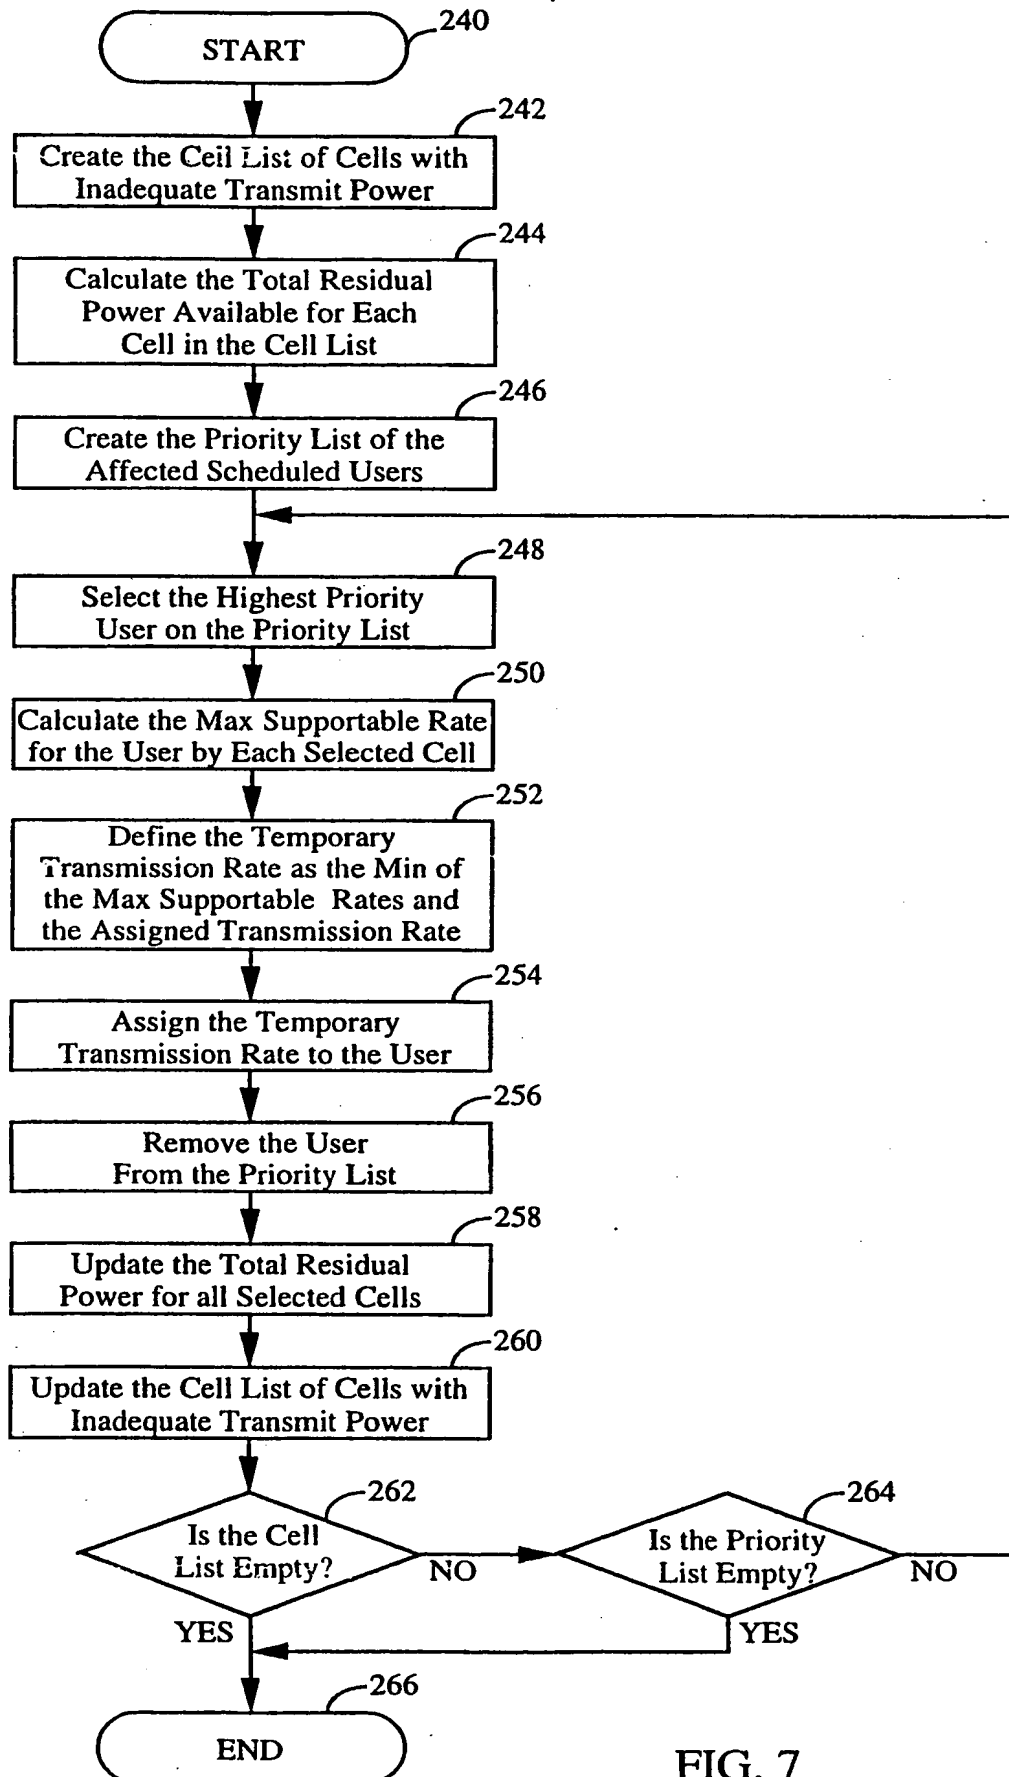 START
240
242
Create the Ceil List of Cells with
Inadequate Transmit Power
244
Calculate the Total Residual
Power Available for Each
Cell in the Cell List
246
Create the Priority List of the
Affected Scheduled Users
248
Select the Highest Priority
User on the Priority List
250
Calculate the Max Supportable Rate
for the User by Each Selected Cell
252
Define the Temporary
Transmission Rate as the Min of
the Max Supportable Rates and
the Assigned Transmission Rate
254
Assign the Temporary
Transmission Rate to the User
256
Remove the User
From the Priority List
258
Update the Total Residual
Power for all Selected Cells
260
Update the Cell List of Cells with
Inadequate Transmit Power
262
Is the Cell
List Empty?
NO
YES
264
Is the Priority
List Empty?
NO
YES
266
END
FIG. 7